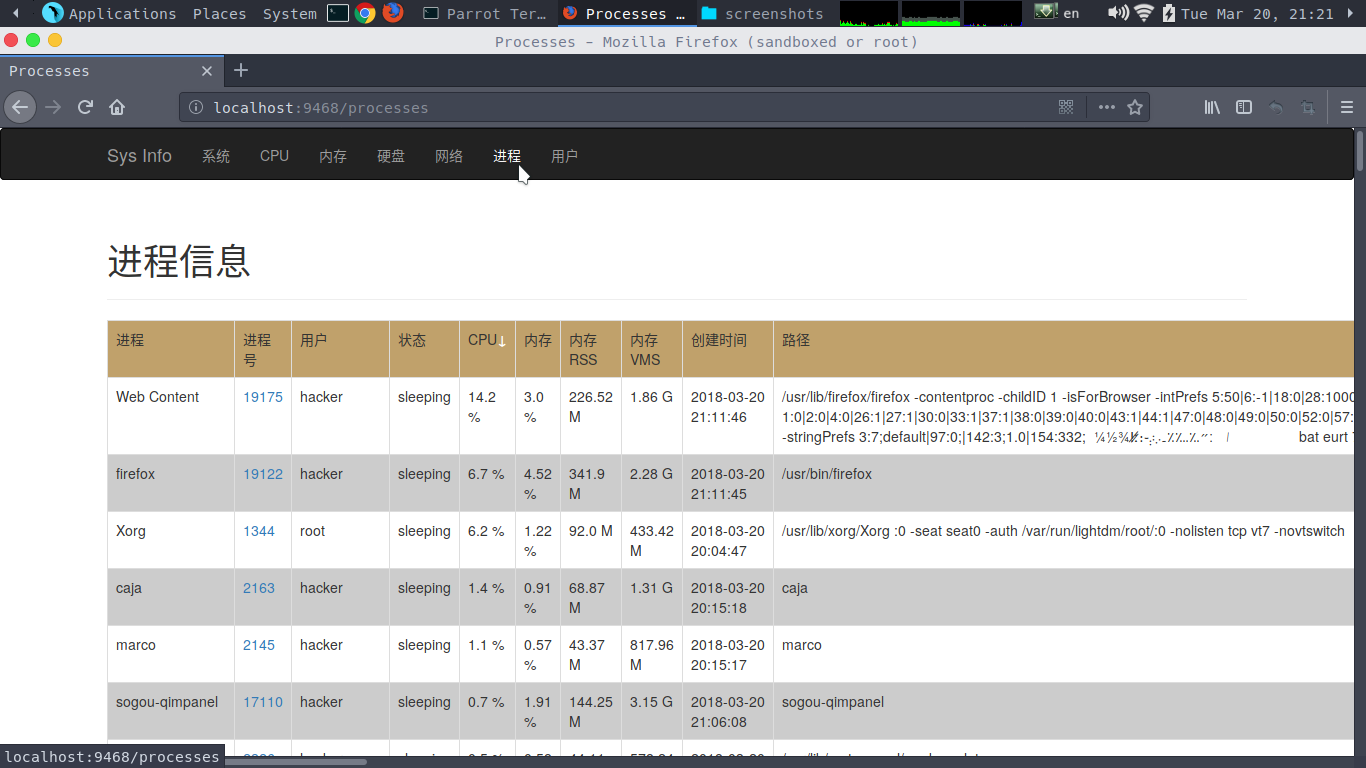 Applications Places System Parrot Ter… Processes … screenshots en Tue Mar 20, 21:21
Processes - Mozilla Firefox (sandboxed or root)
Processes
localhost:9468/processes
Sys Info 系统 CPU 内存 硬盘 网络 进程 用户
进程信息
进程 进程号 用户 状态 CPU↓ 内存 内存 RSS 内存 VMS 创建时间 路径
Web Content 19175 hacker sleeping 14.2 % 3.0 % 226.52 M 1.86 G 2018-03-20 21:11:46 /usr/lib/firefox/firefox -contentproc -childID 1 -isForBrowser -intPrefs 5:50|6:-1|18:0|28:1000
1:0|2:0|4:0|26:1|27:1|30:0|33:1|37:1|38:0|39:0|40:0|43:1|44:1|47:0|48:0|49:0|50:0|52:0|57:
-stringPrefs 3:7;default|97:0;|142:3;1.0|154:332; bat eurt
firefox 19122 hacker sleeping 6.7 % 4.52 % 341.9 M 2.28 G 2018-03-20 21:11:45 /usr/bin/firefox
Xorg 1344 root sleeping 6.2 % 1.22 % 92.0 M 433.42 M 2018-03-20 20:04:47 /usr/lib/xorg/Xorg :0 -seat seat0 -auth /var/run/lightdm/root/:0 -nolisten tcp vt7 -novtswitch
caja 2163 hacker sleeping 1.4 % 0.91 % 68.87 M 1.31 G 2018-03-20 20:15:18 caja
marco 2145 hacker sleeping 1.1 % 0.57 % 43.37 M 817.96 M 2018-03-20 20:15:17 marco
sogou-qimpanel 17110 hacker sleeping 0.7 % 1.91 % 144.25 M 3.15 G 2018-03-20 21:06:08 sogou-qimpanel
localhost:9468/processes